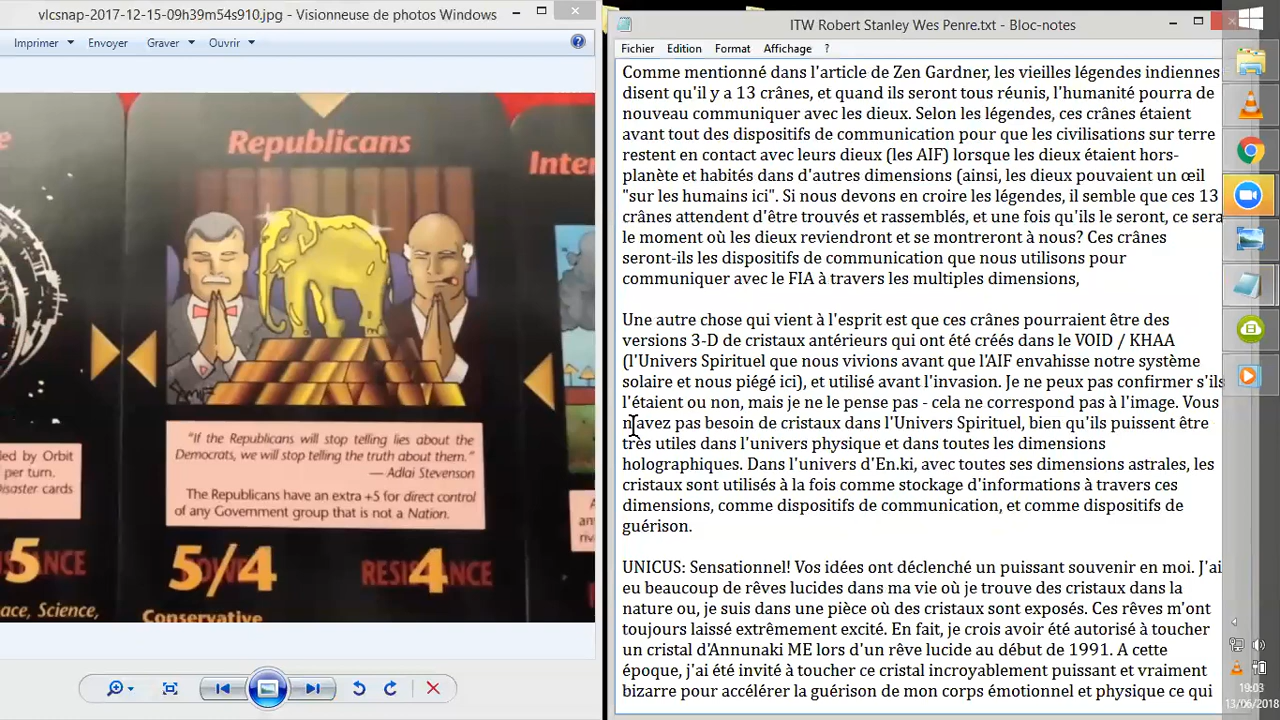 vlcsnap-2017-12-15-09h39m54s910.jpg - Visionneuse de photos Windows
Imprimer
Envoyer
Graver
Ouvrir
Republicans
Inter
"If the Republicans will stop telling lies about the
Democrats, we will stop telling the truth about them."
— Adlai Stevenson
The Republicans have an extra +5 for direct control
of any Government group that is not a Nation.
led by Orbit
per turn.
Disaster cards
5
5/4
4
ace, Science,
Conservative
ITW Robert Stanley Wes Penre.txt - Bloc-notes
Fichier
Edition
Format
Affichage
?
Comme mentionné dans l'article de Zen Gardner, les vieilles légendes indiennes
disent qu'il y a 13 crânes, et quand ils seront tous réunis, l'humanité pourra de
nouveau communiquer avec les dieux. Selon les légendes, ces crânes étaient
avant tout des dispositifs de communication pour que les civilisations sur terre
restent en contact avec leurs dieux (les AIF) lorsque les dieux étaient hors-
planète et habités dans d'autres dimensions (ainsi, les dieux pouvaient un œil
"sur les humains ici". Si nous devons en croire les légendes, il semble que ces 13
crânes attendent d'être trouvés et rassemblés, et une fois qu'ils le seront, ce sera
le moment où les dieux reviendront et se montreront à nous? Ces crânes
seront-ils les dispositifs de communication que nous utilisons pour
communiquer avec le FIA à travers les multiples dimensions,
Une autre chose qui vient à l'esprit est que ces crânes pourraient être des
versions 3-D de cristaux antérieurs qui ont été créés dans le VOID / KHAA
(l'Univers Spirituel que nous vivions avant que l'AIF envahisse notre système
solaire et nous piégé ici), et utilisé avant l'invasion. Je ne peux pas confirmer s'ils
l'étaient ou non, mais je ne le pense pas - cela ne correspond pas à l'image. Vous
n'avez pas besoin de cristaux dans l'Univers Spirituel, bien qu'ils puissent être
très utiles dans l'univers physique et dans toutes les dimensions
holographiques. Dans l'univers d'En.ki, avec toutes ses dimensions astrales, les
cristaux sont utilisés à la fois comme stockage d'informations à travers ces
dimensions, comme dispositifs de communication, et comme dispositifs de
guérison.
UNICUS: Sensationnel! Vos idées ont déclenché un puissant souvenir en moi. J'ai
eu beaucoup de rêves lucides dans ma vie où je trouve des cristaux dans la
nature ou, je suis dans une pièce où des cristaux sont exposés. Ces rêves m'ont
toujours laissé extrêmement excité. En fait, je crois avoir été autorisé à toucher
un cristal d'Annunaki ME lors d'un rêve lucide au début de 1991. A cette
époque, j'ai été invité à toucher ce cristal incroyablement puissant et vraiment
bizarre pour accélérer la guérison de mon corps émotionnel et physique ce qui
19:03
13/06/2018